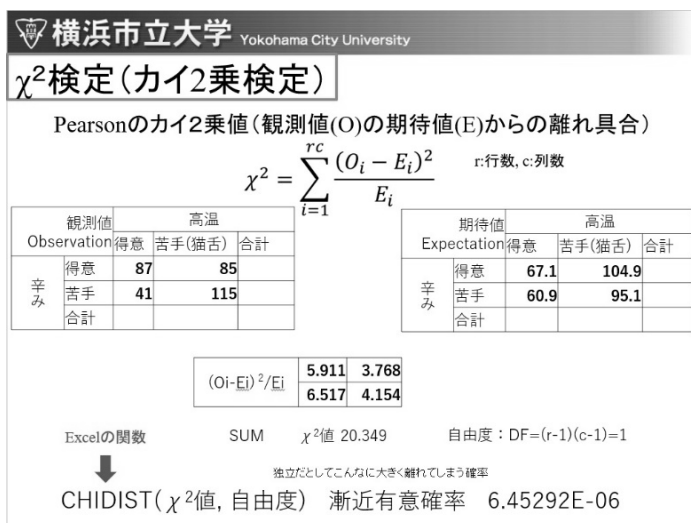 横浜市立大学 Yokohama City University
χ²検定(カイ2乗検定)
Pearsonのカイ2乗値(観測値(O)の期待値(E)からの離れ具合)
χ² = Σ_{i=1}^{rc} (O_i − E_i)² / E_i
r:行数, c:列数
観測値 高温
Observation 得意 苦手(猫舌) 合計
辛み 得意 87 85
苦手 41 115
合計
期待値 高温
Expectation 得意 苦手(猫舌) 合計
辛み 得意 67.1 104.9
苦手 60.9 95.1
合計
(Oi-Ei)²/Ei 5.911 3.768
6.517 4.154
Excelの関数 SUM χ²値 20.349 自由度:DF=(r-1)(c-1)=1
独立だとしてこんなに大きく離れてしまう確率
CHIDIST(χ²値, 自由度) 漸近有意確率 6.45292E-06